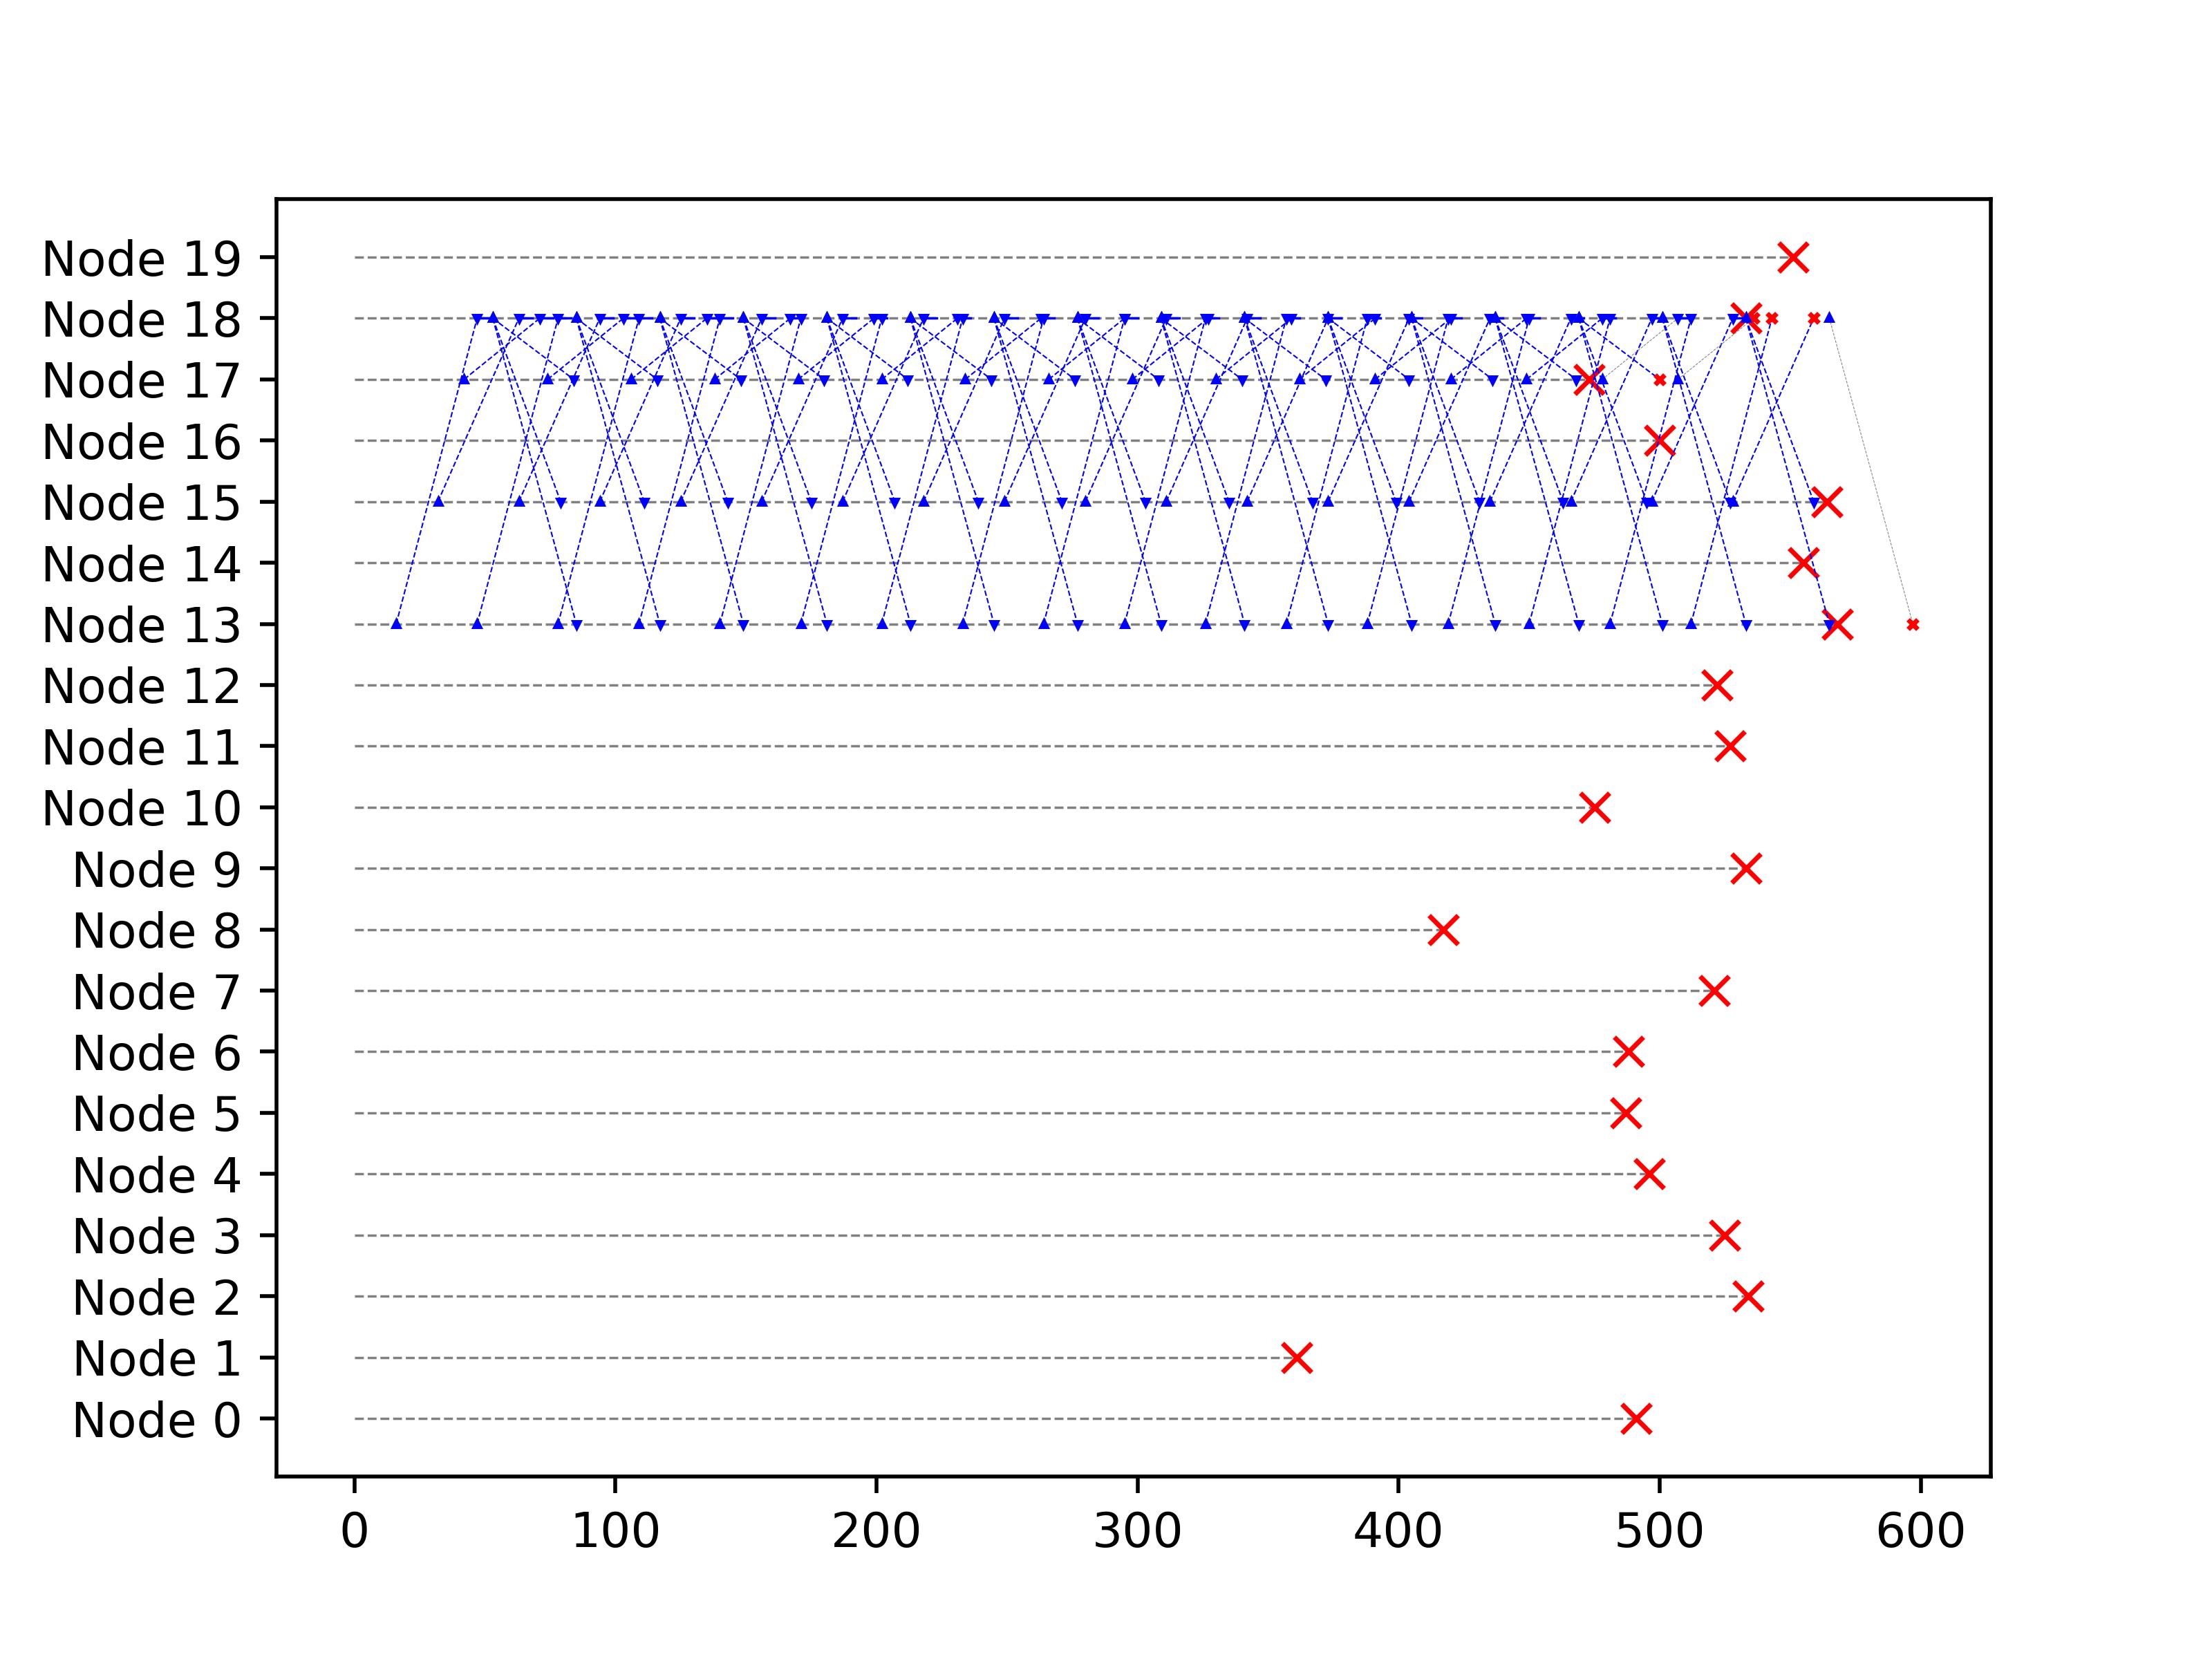 Node 19
Node 18
Node 17
Node 16
Node 15
Node 14
Node 13
Node 12
Node 11
Node 10
Node 9
Node 8
Node 7
Node 6
Node 5
Node 4
Node 3
Node 2
Node 1
Node 0
0 100 200 300 400 500 600